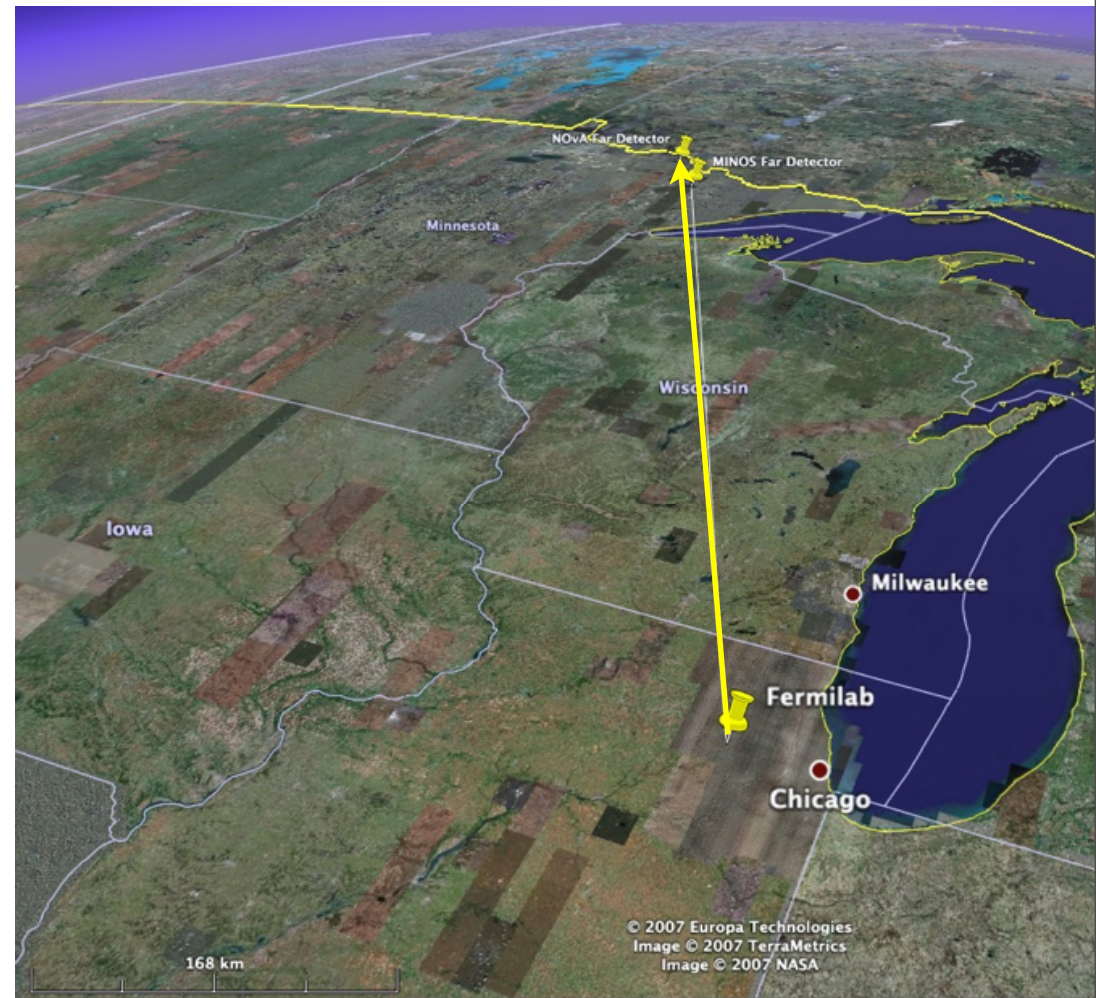 NOvA Far Detector
MINOS Far Detector
Minnesota
Wisconsin
Iowa
Milwaukee
Fermilab
Chicago
© 2007 Europa Technologies
Image © 2007 TerraMetrics
Image © 2007 NASA
168 km